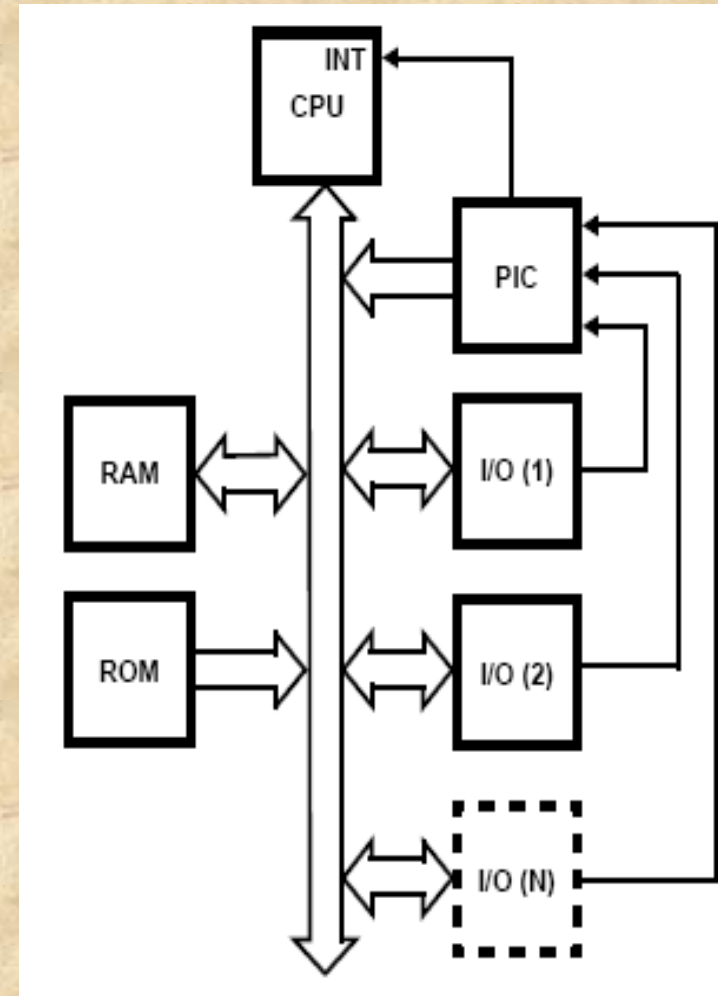 INT
CPU
PIC
RAM
I/O (1)
ROM
I/O (2)
I/O (N)